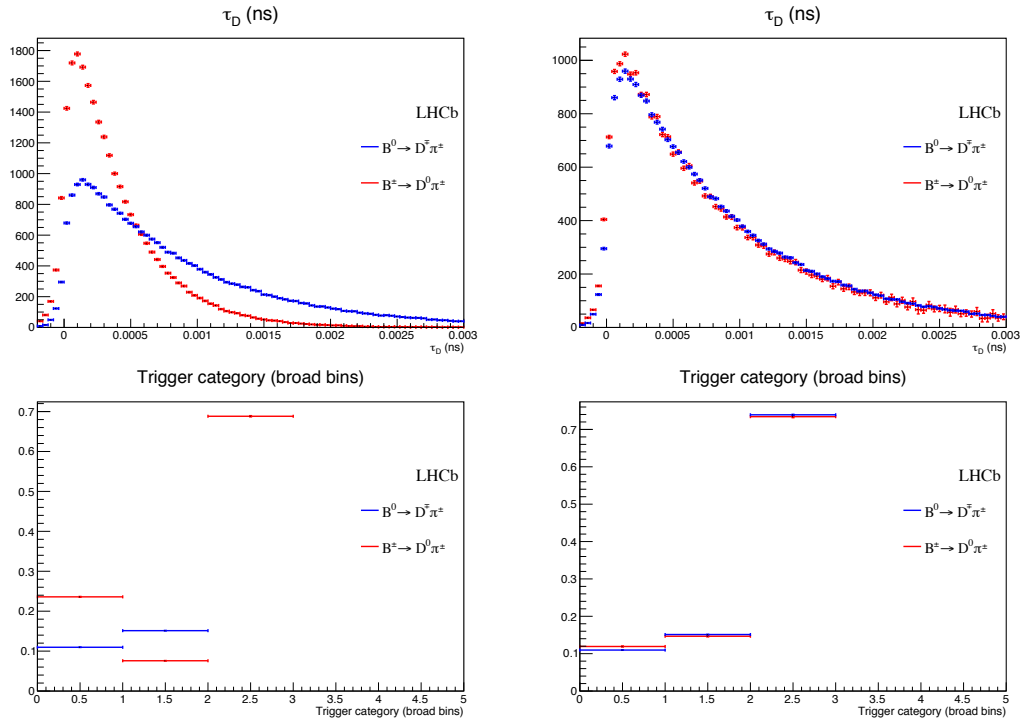 τ_D (ns)
1800
1600
1400
1200
1000
800
600
400
200
0
LHCb
B⁰→ D^∓π^±
B^±→ D⁰π^±
0 0.0005 0.001 0.0015 0.002 0.0025 0.003
τ_D (ns)
τ_D (ns)
1000
800
600
400
200
0
LHCb
B⁰→ D^∓π^±
B^±→ D⁰π^±
0 0.0005 0.001 0.0015 0.002 0.0025 0.003
τ_D (ns)
Trigger category (broad bins)
0.7
0.6
0.5
0.4
0.3
0.2
0.1
0
LHCb
B⁰→ D^∓π^±
B^±→ D⁰π^±
0 0.5 1 1.5 2 2.5 3 3.5 4 4.5 5
Trigger category (broad bins)
Trigger category (broad bins)
0.7
0.6
0.5
0.4
0.3
0.2
0.1
0
LHCb
B⁰→ D^∓π^±
B^±→ D⁰π^±
0 0.5 1 1.5 2 2.5 3 3.5 4 4.5 5
Trigger category (broad bins)